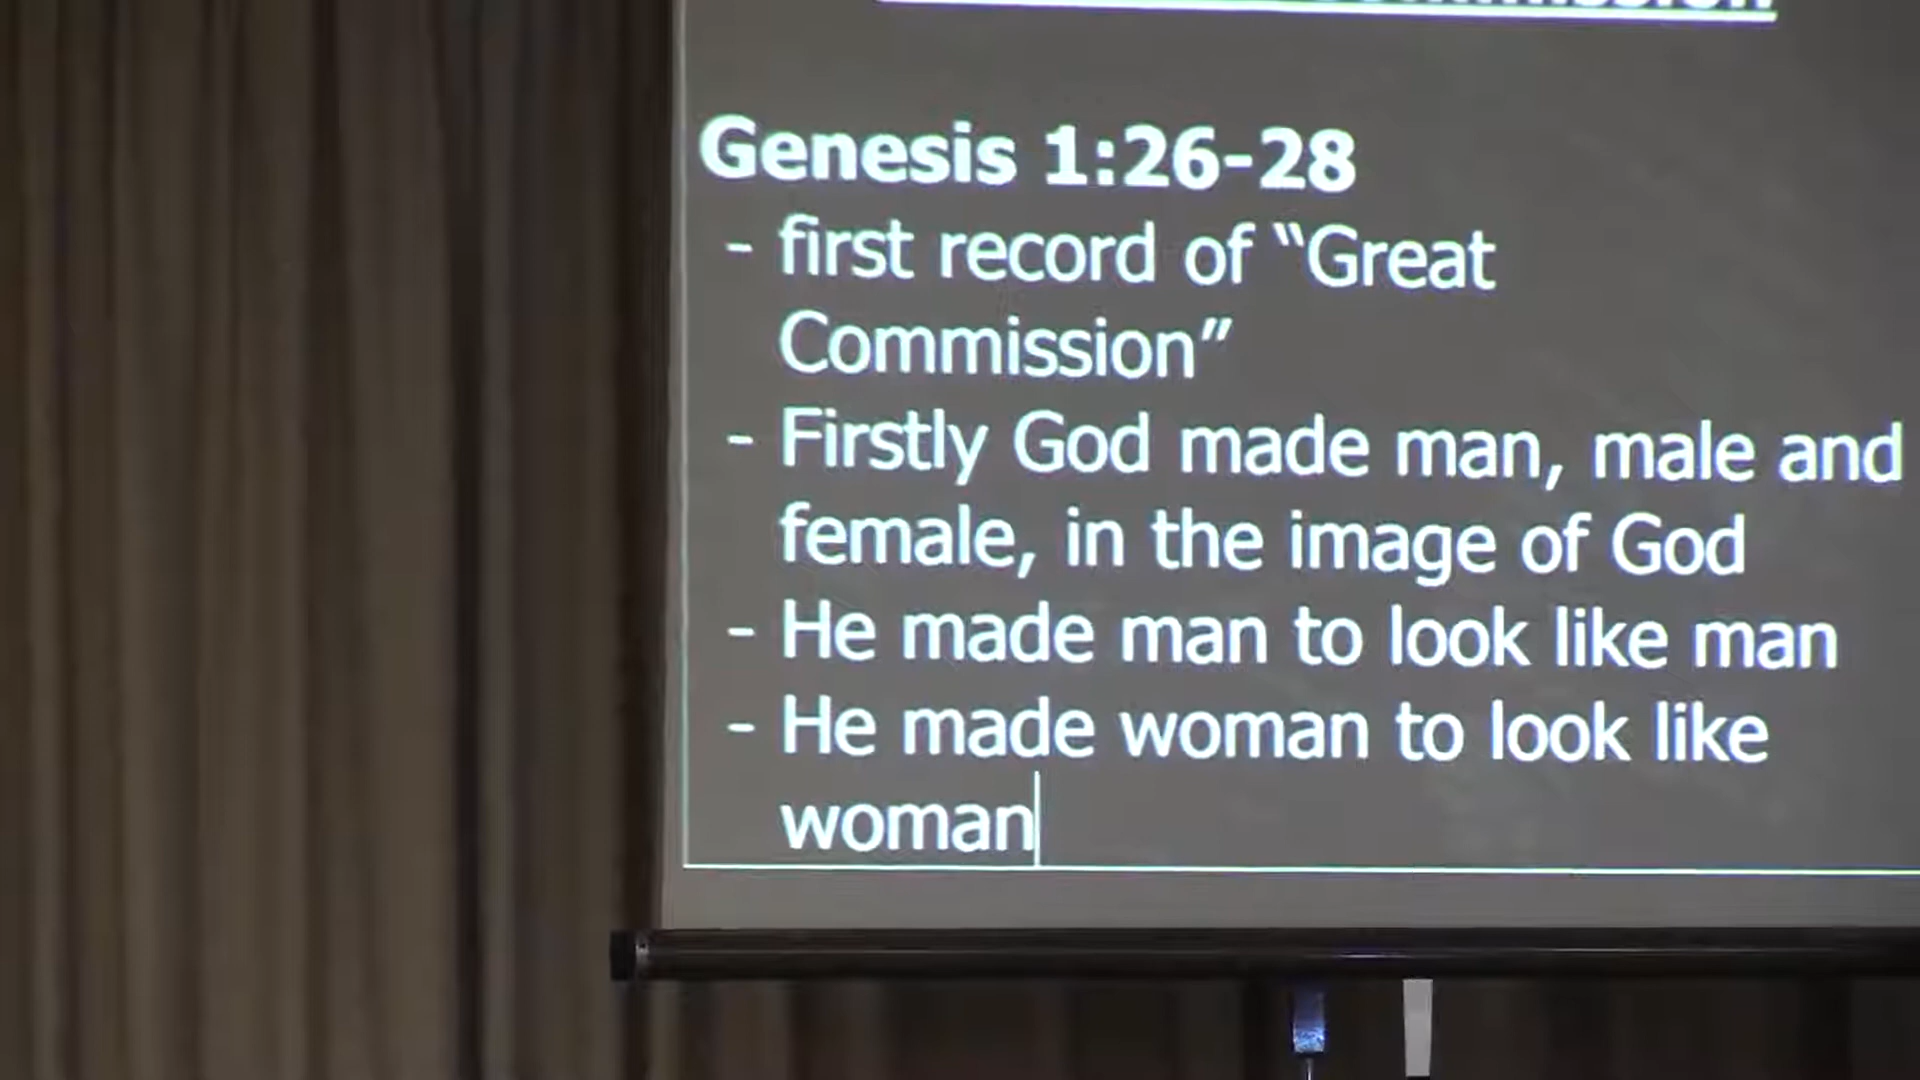 Genesis 1:26-28
- first record of “Great
Commission”
- Firstly God made man, male and
female, in the image of God
- He made man to look like man
- He made woman to look like
woman